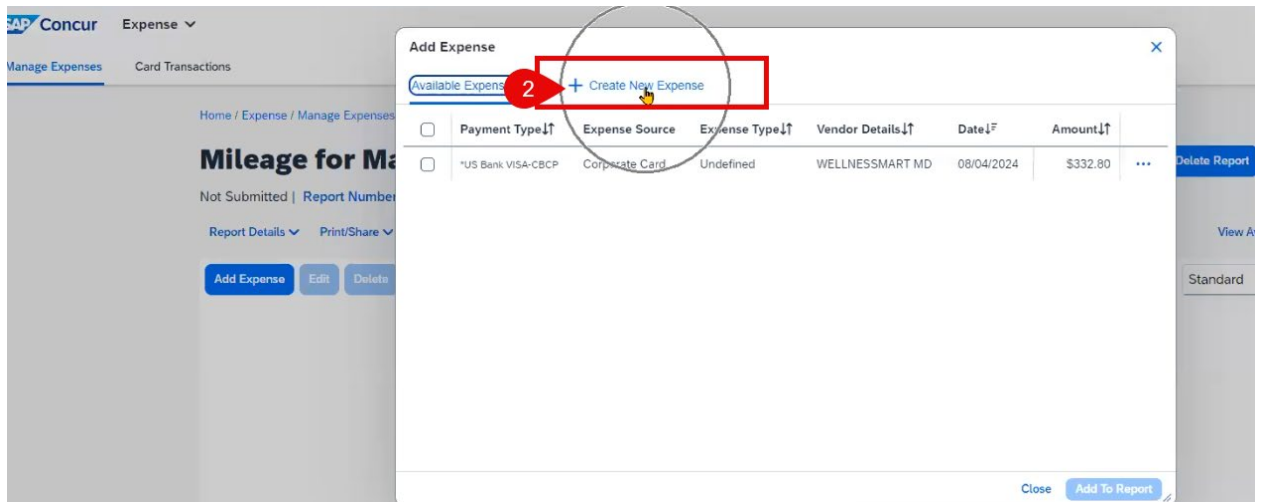 SAP Concur Expense
Add Expense
Manage Expenses Card Transactions
Available Expens 2 + Create New Expense
Home / Expense / Manage Expenses
Payment Type Expense Source Expense Type Vendor Details Date Amount
Mileage for Ma
*US Bank VISA-CBCP Corporate Card Undefined WELLNESSMART MD 08/04/2024 $332.80 ...
Delete Report
Not Submitted | Report Number
Report Details Print/Share
View A
Add Expense Edit Delete
Standard
Close Add To Report